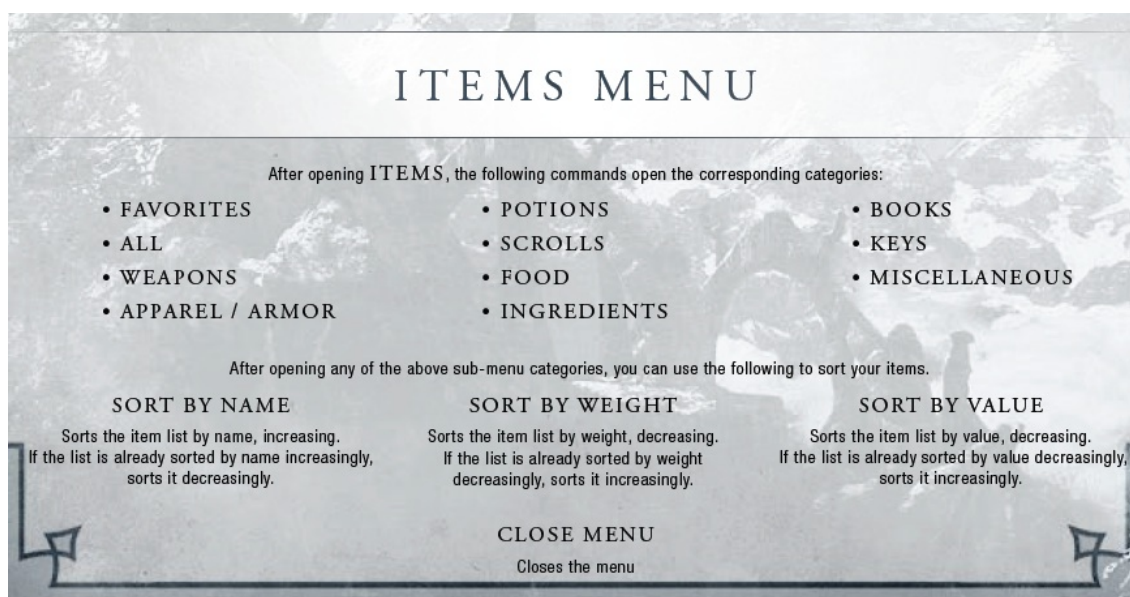 ITEMS MENU
After opening ITEMS, the following commands open the corresponding categories:
• FAVORITES
• ALL
• WEAPONS
• APPAREL / ARMOR
• POTIONS
• SCROLLS
• FOOD
• INGREDIENTS
• BOOKS
• KEYS
• MISCELLANEOUS
After opening any of the above sub-menu categories, you can use the following to sort your items.
SORT BY NAME
Sorts the item list by name, increasing.
If the list is already sorted by name increasingly,
sorts it decreasingly.
SORT BY WEIGHT
Sorts the item list by weight, decreasing.
If the list is already sorted by weight
decreasingly, sorts it increasingly.
SORT BY VALUE
Sorts the item list by value, decreasing.
If the list is already sorted by value decreasingly,
sorts it increasingly.
CLOSE MENU
Closes the menu